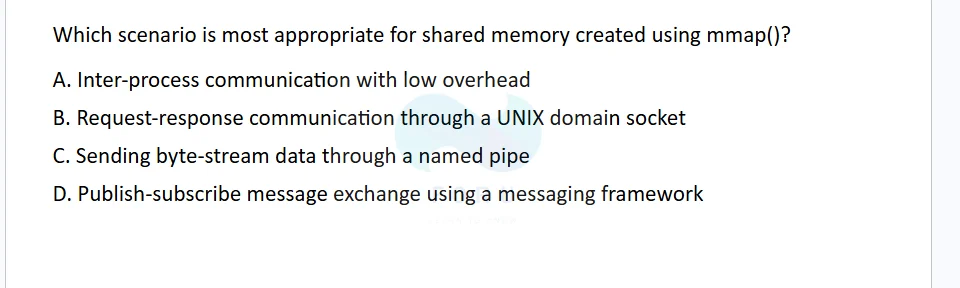 Which scenario is most appropriate for shared memory created using mmap()?
A. Inter-process communication with low overhead
B. Request-response communication through a UNIX domain socket
C. Sending byte-stream data through a named pipe
D. Publish-subscribe message exchange using a messaging framework